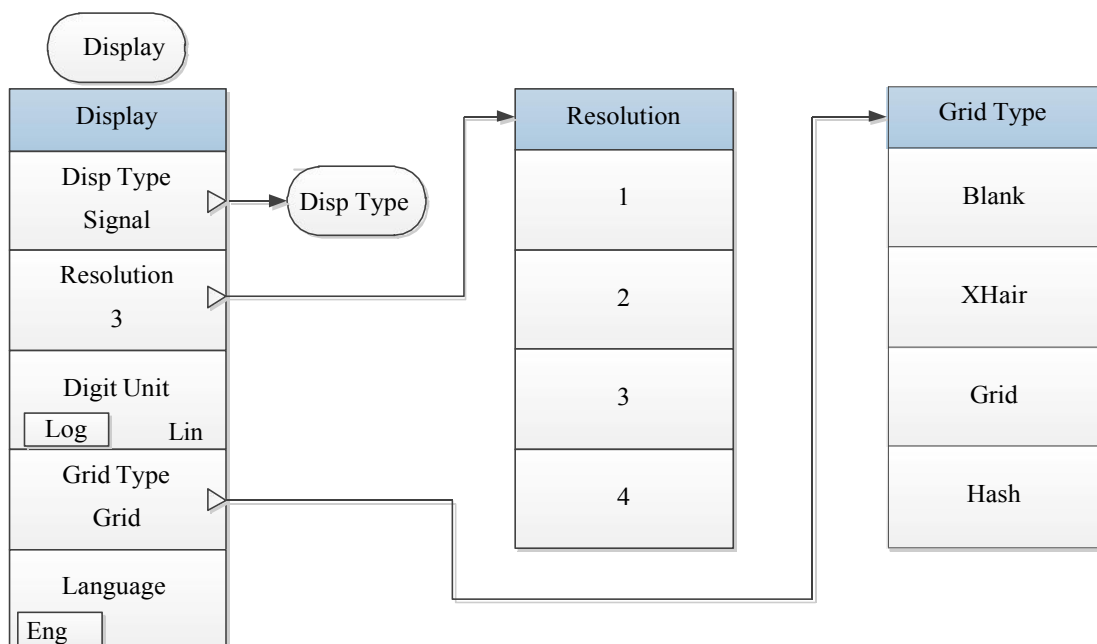 Display
Display
Disp Type
Signal
Resolution
3
Digit Unit
Log Lin
Grid Type
Grid
Language
Eng
Disp Type
Resolution
1
2
3
4
Grid Type
Blank
XHair
Grid
Hash